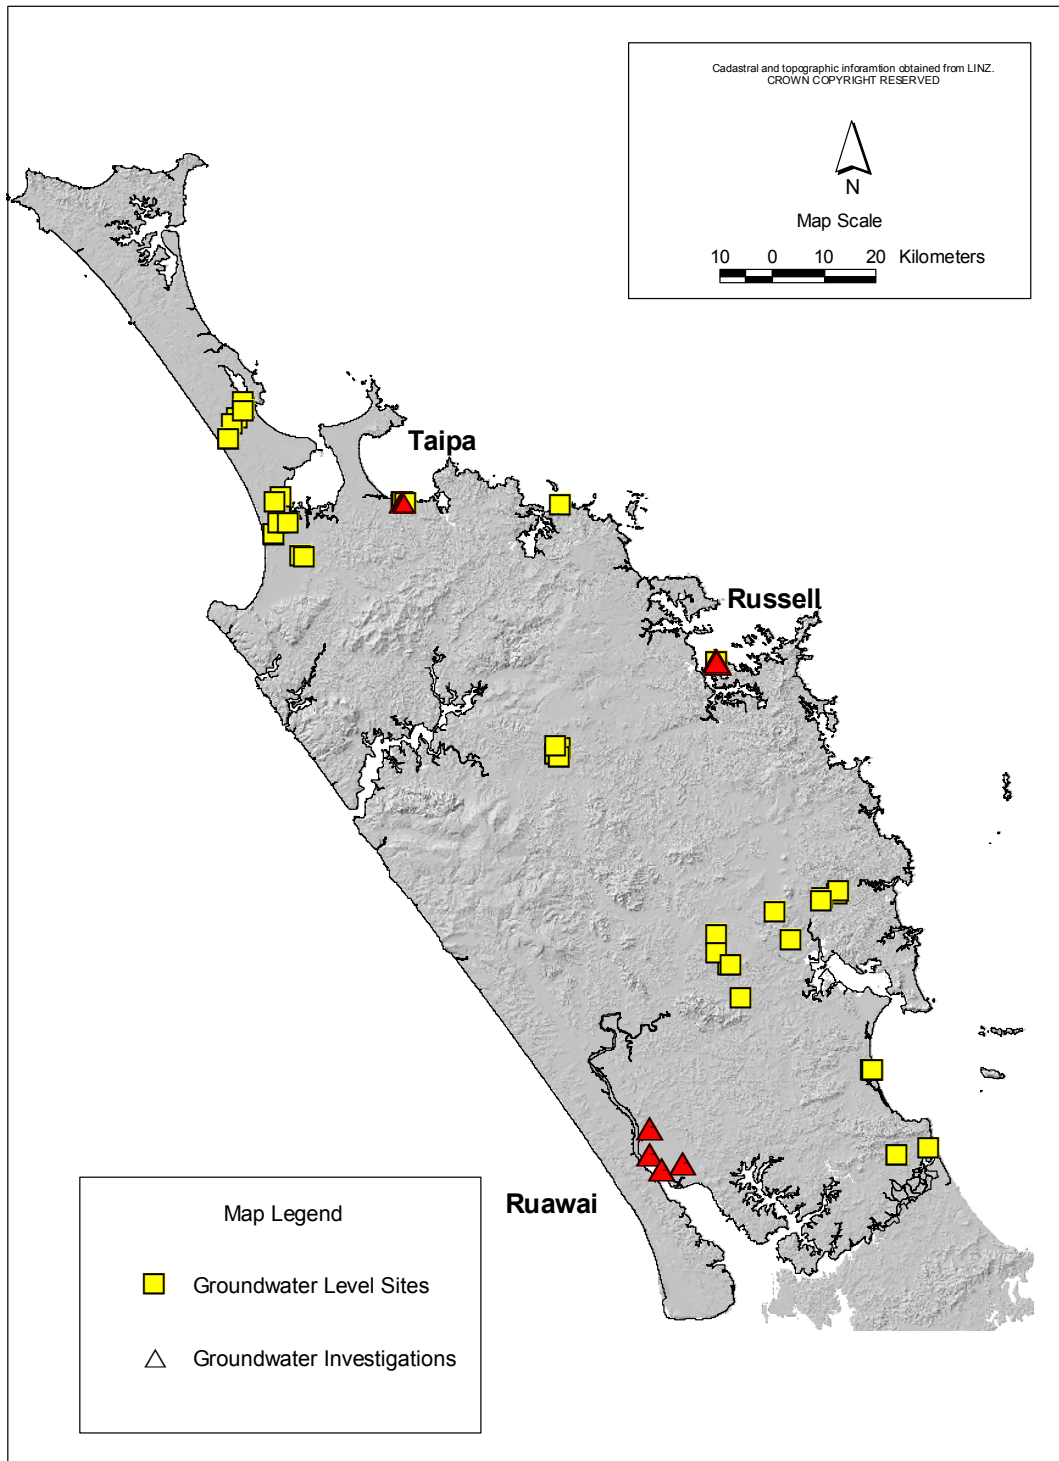 Cadastral and topographic inforamtion obtained from LINZ.
CROWN COPYRIGHT RESERVED
N
Map Scale
10 0 10 20 Kilometers
Taipa
Russell
Ruawai
Map Legend
Groundwater Level Sites
Groundwater Investigations